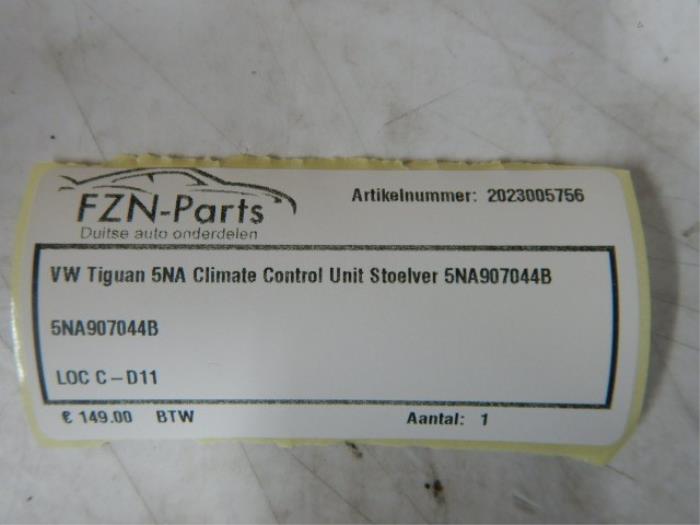 FZN-Parts
Duitse auto onderdelen
Artikelnummer: 2023005756
VW Tiguan 5NA Climate Control Unit Stoelver 5NA907044B
5NA907044B
LOC C-D11
€ 149.00 BTW
Aantal: 1